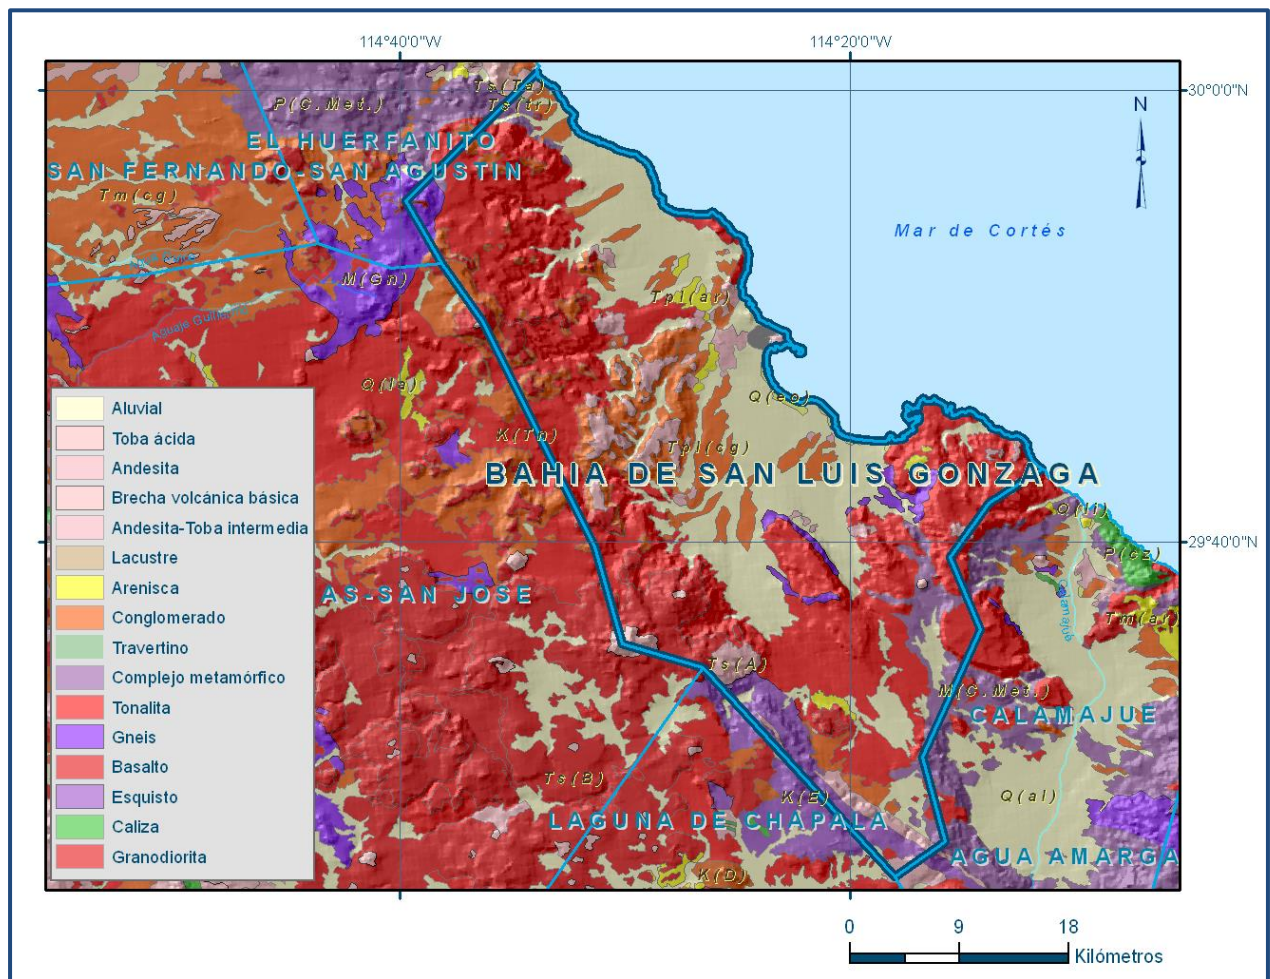 114°40'0"W
114°20'0"W
Ts(Ta)
P(C.Met.)
Ts(tr)
30°0'0"N
N
EL HUERFANITO
SAN FERNANDO-SAN AGUSTIN
Tm(cg)
Mar de Cortés
M(Gn)
Tpl(ar)
Aguaje Guillermo
Q(la)
Q(eo)
K(Tn)
Tpl(cg)
BAHIA DE SAN LUIS GONZAGA
Q(li)
29°40'0"N
P(cz)
AS-SAN JOSE
Calamajué
Tm(ar)
Ts(A)
M(C.Met.)
CALAMAJUE
Ts(B)
K(E)
Q(al)
LAGUNA DE CHAPALA
AGUA AMARGA
K(D)
Aluvial
Toba ácida
Andesita
Brecha volcánica básica
Andesita-Toba intermedia
Lacustre
Arenisca
Conglomerado
Travertino
Complejo metamórfico
Tonalita
Gneis
Basalto
Esquisto
Caliza
Granodiorita
0 9 18
Kilómetros